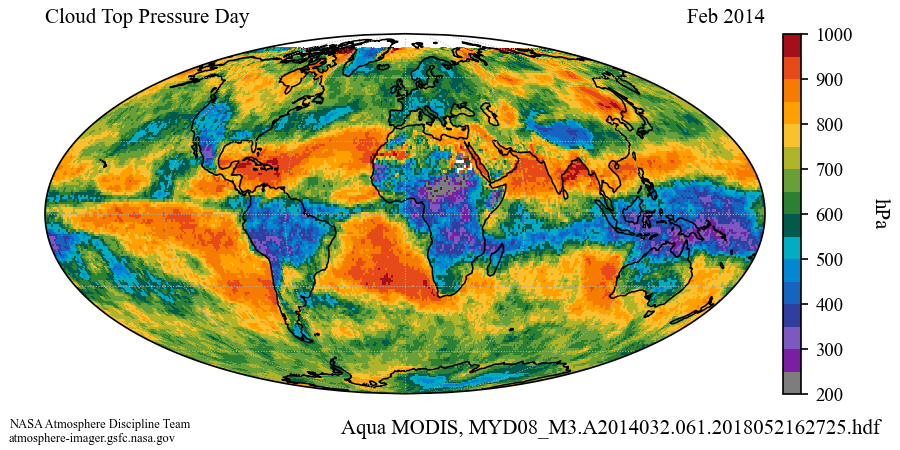 Cloud Top Pressure Day
Feb 2014
1000
900
800
700
600
500
400
300
200
hPa
NASA Atmosphere Discipline Team
atmosphere-imager.gsfc.nasa.gov
Aqua MODIS, MYD08_M3.A2014032.061.2018052162725.hdf